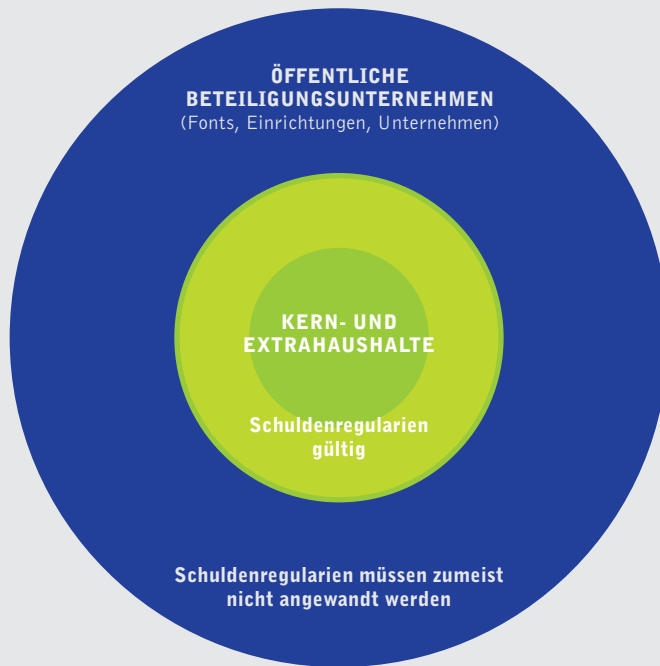 ÖFFENTLICHE
BETEILIGUNGSUNTERNEHMEN
(Fonts, Einrichtungen, Unternehmen)
KERN- UND
EXTRAHAUSHALTE
Schuldenregularien
gültig
Schuldenregularien müssen zumeist
nicht angewandt werden